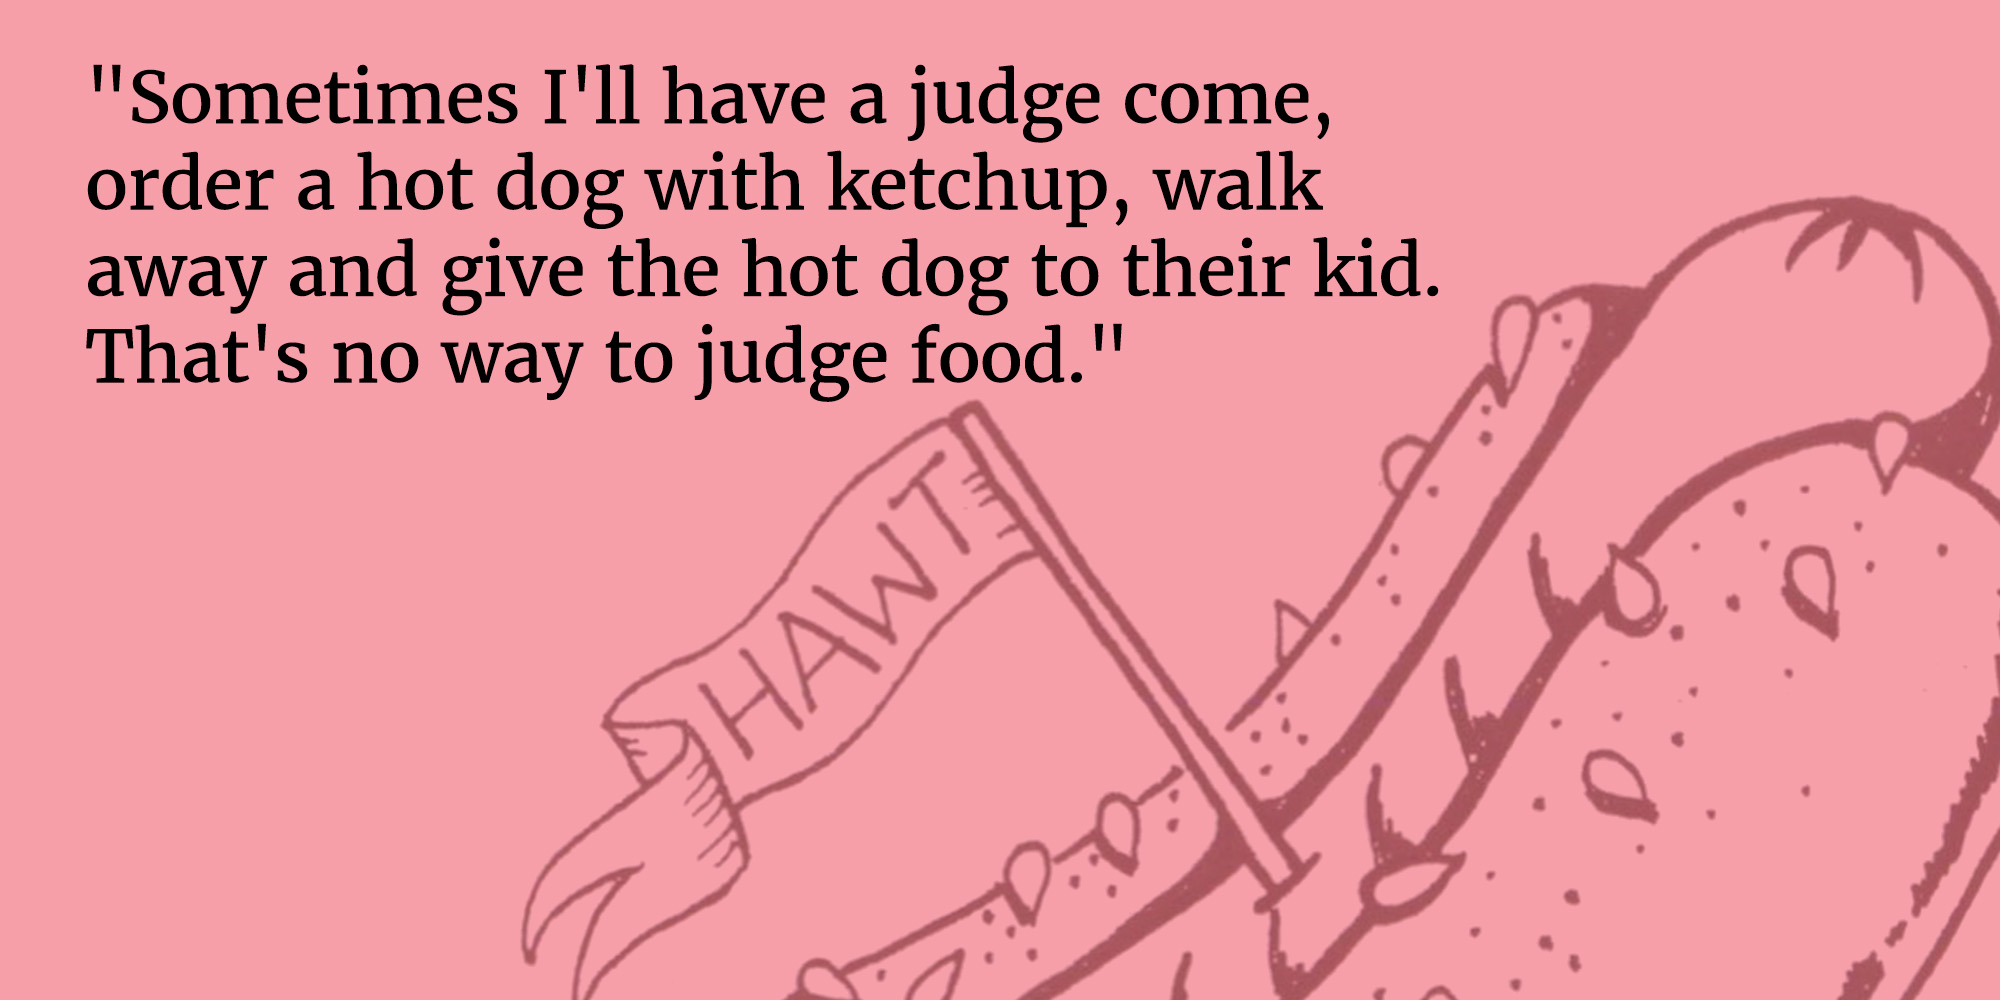 "Sometimes I'll have a judge come,
order a hot dog with ketchup, walk
away and give the hot dog to their kid.
That's no way to judge food."
HAWT